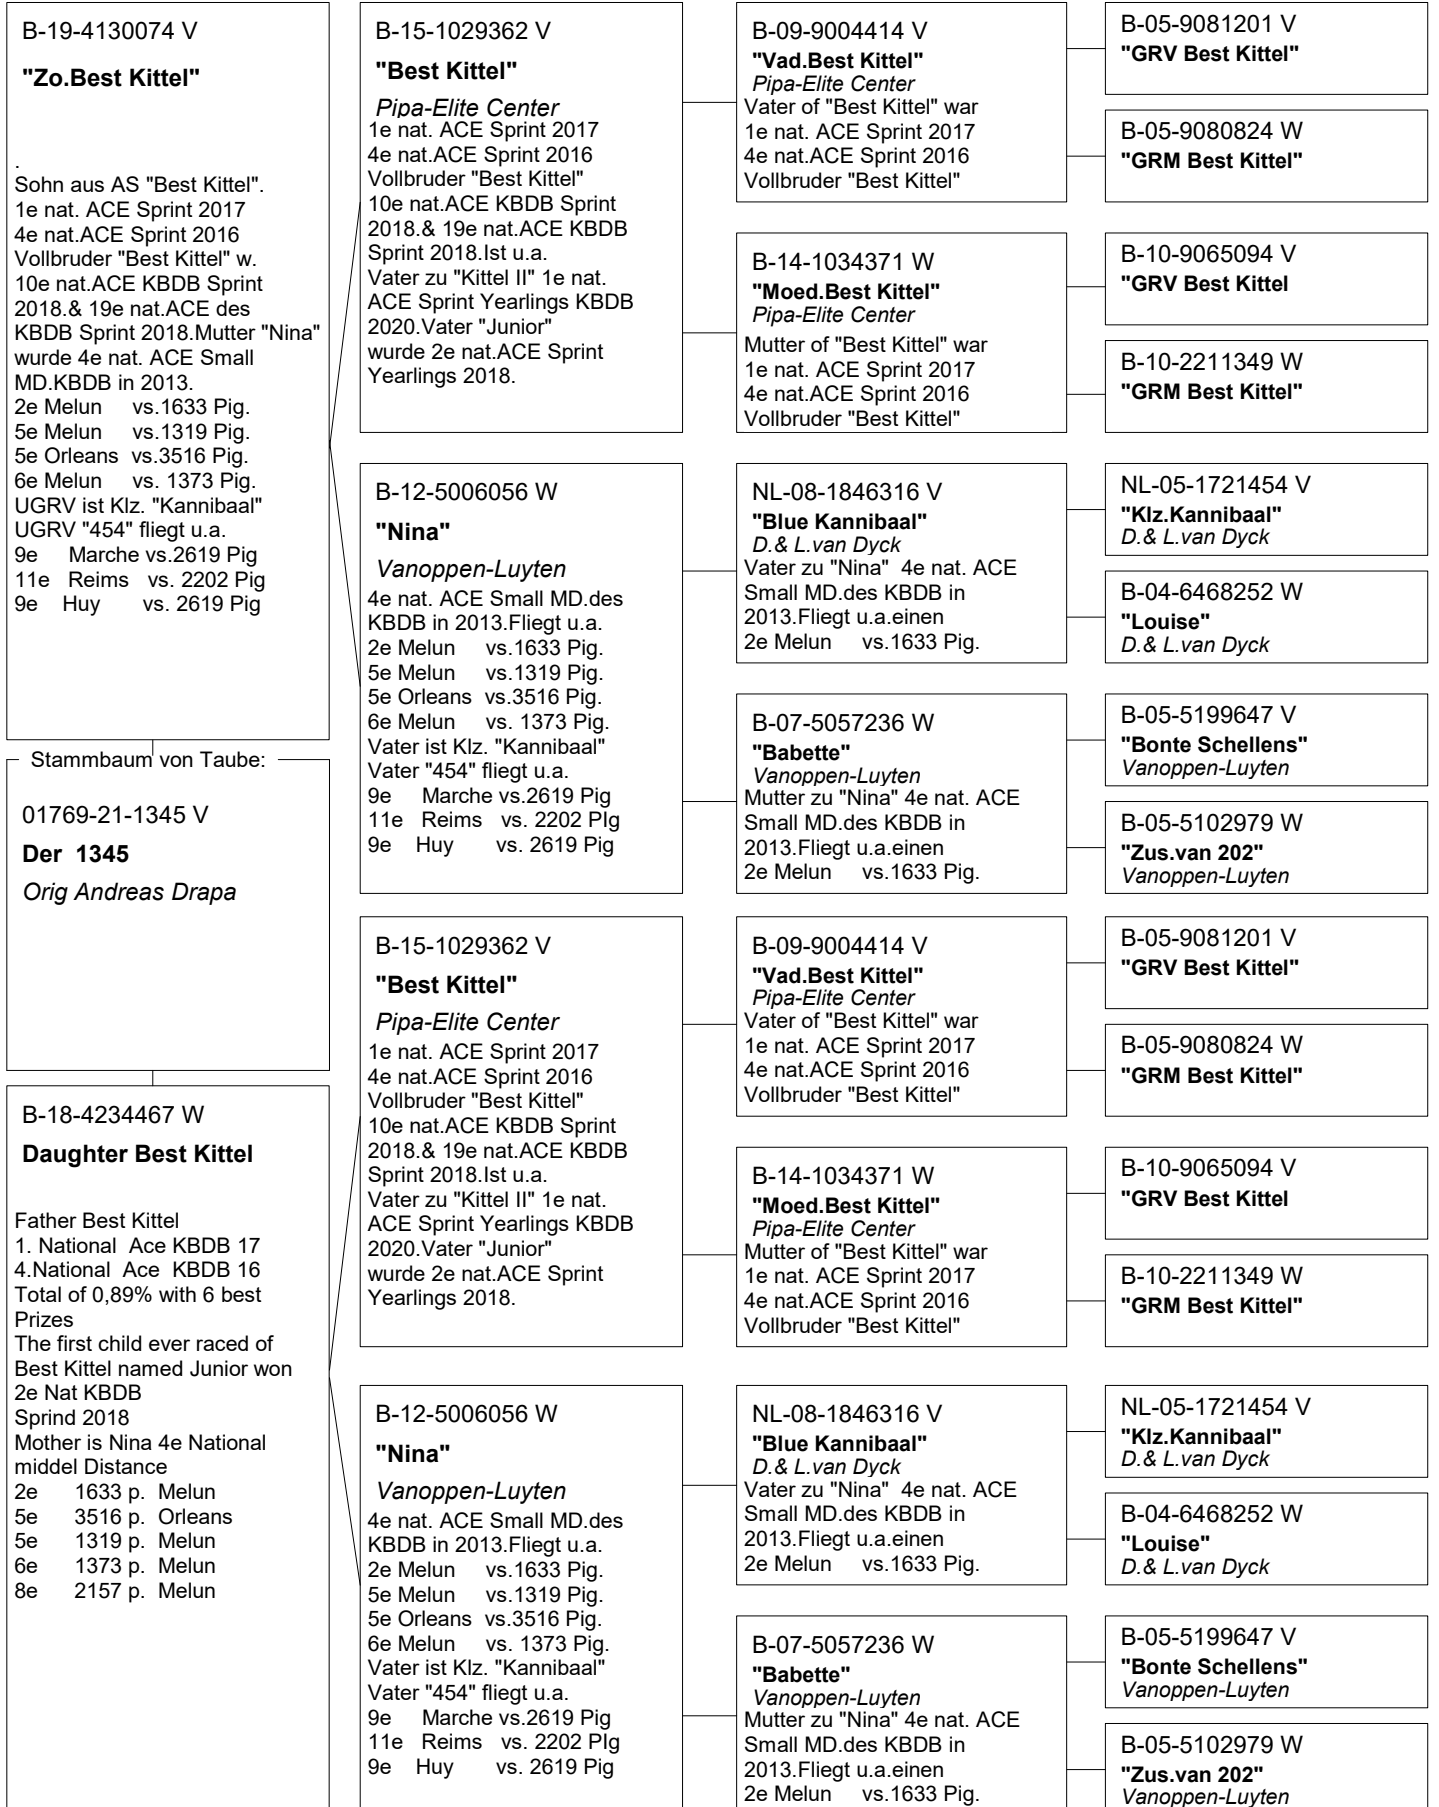 B-19-4130074 V
"Zo.Best Kittel"
.
Sohn aus AS "Best Kittel".
1e nat. ACE Sprint 2017
4e nat.ACE Sprint 2016
Vollbruder "Best Kittel" w.
10e nat.ACE KBDB Sprint
2018.& 19e nat.ACE des
KBDB Sprint 2018.Mutter "Nina"
wurde 4e nat. ACE Small
MD.KBDB in 2013.
2e Melun vs.1633 Pig.
5e Melun vs.1319 Pig.
5e Orleans vs.3516 Pig.
6e Melun vs. 1373 Pig.
UGRV ist Klz. "Kannibaal"
UGRV "454" fliegt u.a.
9e Marche vs.2619 Pig
11e Reims vs. 2202 Pig
9e Huy vs. 2619 Pig
Stammbaum von Taube:
01769-21-1345 V
Der 1345
Orig Andreas Drapa
B-18-4234467 W
Daughter Best Kittel
Father Best Kittel
1. National Ace KBDB 17
4.National Ace KBDB 16
Total of 0,89% with 6 best
Prizes
The first child ever raced of
Best Kittel named Junior won
2e Nat KBDB
Sprind 2018
Mother is Nina 4e National
middel Distance
2e 1633 p. Melun
5e 3516 p. Orleans
5e 1319 p. Melun
6e 1373 p. Melun
8e 2157 p. Melun
B-15-1029362 V
"Best Kittel"
Pipa-Elite Center
1e nat. ACE Sprint 2017
4e nat.ACE Sprint 2016
Vollbruder "Best Kittel"
10e nat.ACE KBDB Sprint
2018.& 19e nat.ACE KBDB
Sprint 2018.Ist u.a.
Vater zu "Kittel II" 1e nat.
ACE Sprint Yearlings KBDB
2020.Vater "Junior"
wurde 2e nat.ACE Sprint
Yearlings 2018.
B-12-5006056 W
"Nina"
Vanoppen-Luyten
4e nat. ACE Small MD.des
KBDB in 2013.Fliegt u.a.
2e Melun vs.1633 Pig.
5e Melun vs.1319 Pig.
5e Orleans vs.3516 Pig.
6e Melun vs. 1373 Pig.
Vater ist Klz. "Kannibaal"
Vater "454" fliegt u.a.
9e Marche vs.2619 Pig
11e Reims vs. 2202 PIg
9e Huy vs. 2619 Pig
B-15-1029362 V
"Best Kittel"
Pipa-Elite Center
1e nat. ACE Sprint 2017
4e nat.ACE Sprint 2016
Vollbruder "Best Kittel"
10e nat.ACE KBDB Sprint
2018.& 19e nat.ACE KBDB
Sprint 2018.Ist u.a.
Vater zu "Kittel II" 1e nat.
ACE Sprint Yearlings KBDB
2020.Vater "Junior"
wurde 2e nat.ACE Sprint
Yearlings 2018.
B-12-5006056 W
"Nina"
Vanoppen-Luyten
4e nat. ACE Small MD.des
KBDB in 2013.Fliegt u.a.
2e Melun vs.1633 Pig.
5e Melun vs.1319 Pig.
5e Orleans vs.3516 Pig.
6e Melun vs. 1373 Pig.
Vater ist Klz. "Kannibaal"
Vater "454" fliegt u.a.
9e Marche vs.2619 Pig
11e Reims vs. 2202 PIg
9e Huy vs. 2619 Pig
B-09-9004414 V
"Vad.Best Kittel"
Pipa-Elite Center
Vater of "Best Kittel" war
1e nat. ACE Sprint 2017
4e nat.ACE Sprint 2016
Vollbruder "Best Kittel"
B-14-1034371 W
"Moed.Best Kittel"
Pipa-Elite Center
Mutter of "Best Kittel" war
1e nat. ACE Sprint 2017
4e nat.ACE Sprint 2016
Vollbruder "Best Kittel"
NL-08-1846316 V
"Blue Kannibaal"
D.& L.van Dyck
Vater zu "Nina" 4e nat. ACE
Small MD.des KBDB in
2013.Fliegt u.a.einen
2e Melun vs.1633 Pig.
B-07-5057236 W
"Babette"
Vanoppen-Luyten
Mutter zu "Nina" 4e nat. ACE
Small MD.des KBDB in
2013.Fliegt u.a.einen
2e Melun vs.1633 Pig.
B-09-9004414 V
"Vad.Best Kittel"
Pipa-Elite Center
Vater of "Best Kittel" war
1e nat. ACE Sprint 2017
4e nat.ACE Sprint 2016
Vollbruder "Best Kittel"
B-14-1034371 W
"Moed.Best Kittel"
Pipa-Elite Center
Mutter of "Best Kittel" war
1e nat. ACE Sprint 2017
4e nat.ACE Sprint 2016
Vollbruder "Best Kittel"
NL-08-1846316 V
"Blue Kannibaal"
D.& L.van Dyck
Vater zu "Nina" 4e nat. ACE
Small MD.des KBDB in
2013.Fliegt u.a.einen
2e Melun vs.1633 Pig.
B-07-5057236 W
"Babette"
Vanoppen-Luyten
Mutter zu "Nina" 4e nat. ACE
Small MD.des KBDB in
2013.Fliegt u.a.einen
2e Melun vs.1633 Pig.
B-05-9081201 V
"GRV Best Kittel"
B-05-9080824 W
"GRM Best Kittel"
B-10-9065094 V
"GRV Best Kittel
B-10-2211349 W
"GRM Best Kittel"
NL-05-1721454 V
"Klz.Kannibaal"
D.& L.van Dyck
B-04-6468252 W
"Louise"
D.& L.van Dyck
B-05-5199647 V
"Bonte Schellens"
Vanoppen-Luyten
B-05-5102979 W
"Zus.van 202"
Vanoppen-Luyten
B-05-9081201 V
"GRV Best Kittel"
B-05-9080824 W
"GRM Best Kittel"
B-10-9065094 V
"GRV Best Kittel
B-10-2211349 W
"GRM Best Kittel"
NL-05-1721454 V
"Klz.Kannibaal"
D.& L.van Dyck
B-04-6468252 W
"Louise"
D.& L.van Dyck
B-05-5199647 V
"Bonte Schellens"
Vanoppen-Luyten
B-05-5102979 W
"Zus.van 202"
Vanoppen-Luyten